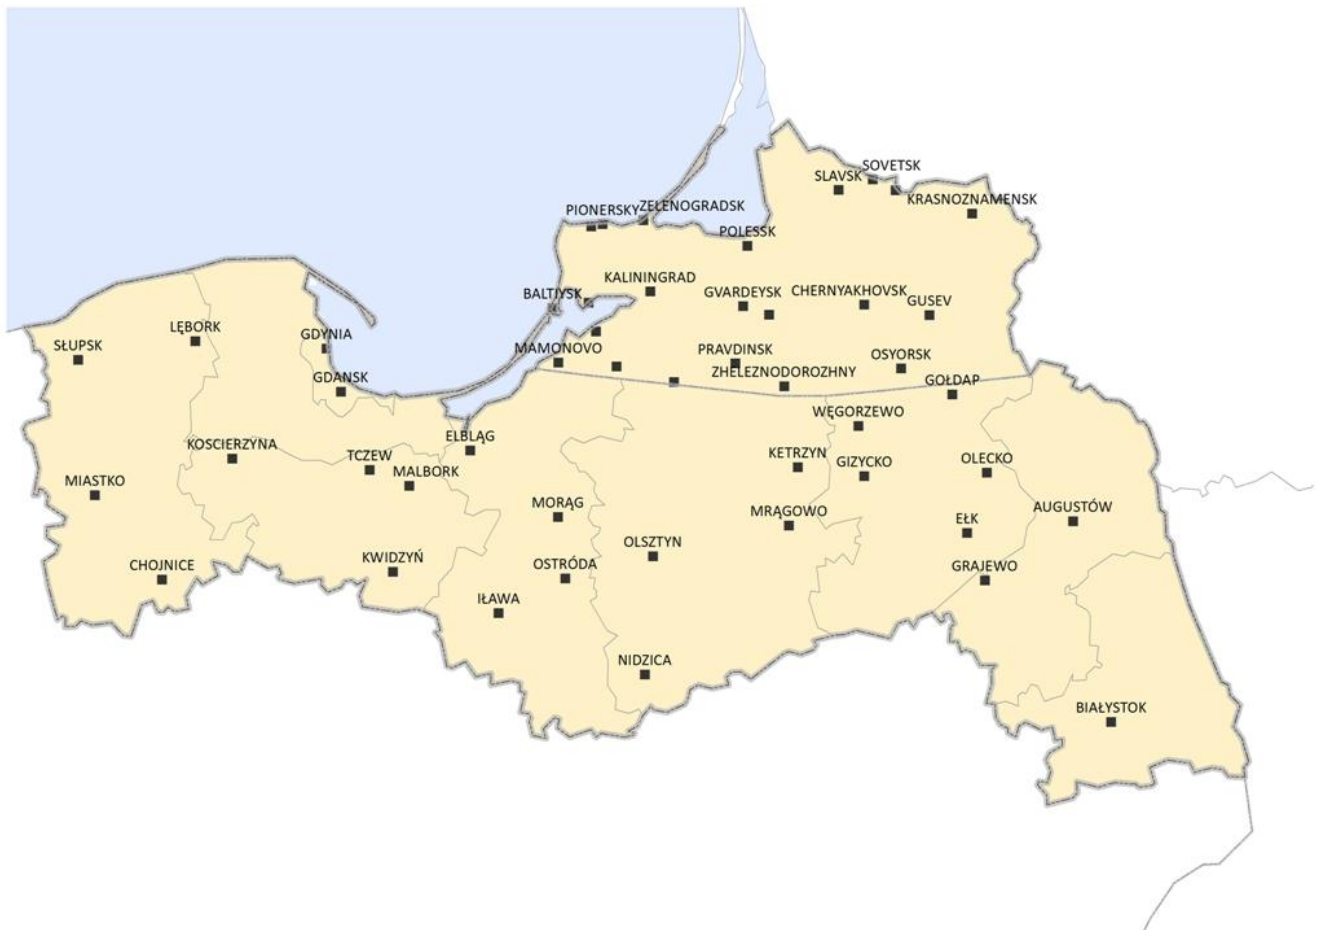 SOVETSK
SLAVSK
KRASNOZNAMENSK
PIONERSKY
ZELENOGRADSK
POLESSK
KALININGRAD
BALTIYSK
GVARDEYSK
CHERNYAKHOVSK
GUSEV
LĘBORK
GDYNIA
SŁUPSK
MAMONOVO
PRAVDINSK
OSYORSK
ZHELEZNODOROZHNY
GDANSK
GOŁDAP
WĘGORZEWO
ELBLĄG
KOSCIERZYNA
TCZEW
KETRZYN
GIZYCKO
OLECKO
MALBORK
MIASTKO
MORĄG
MRĄGOWO
AUGUSTÓW
EŁK
OLSZTYN
KWIDZYŃ
CHOJNICE
OSTRÓDA
GRAJEWO
IŁAWA
NIDZICA
BIAŁYSTOK